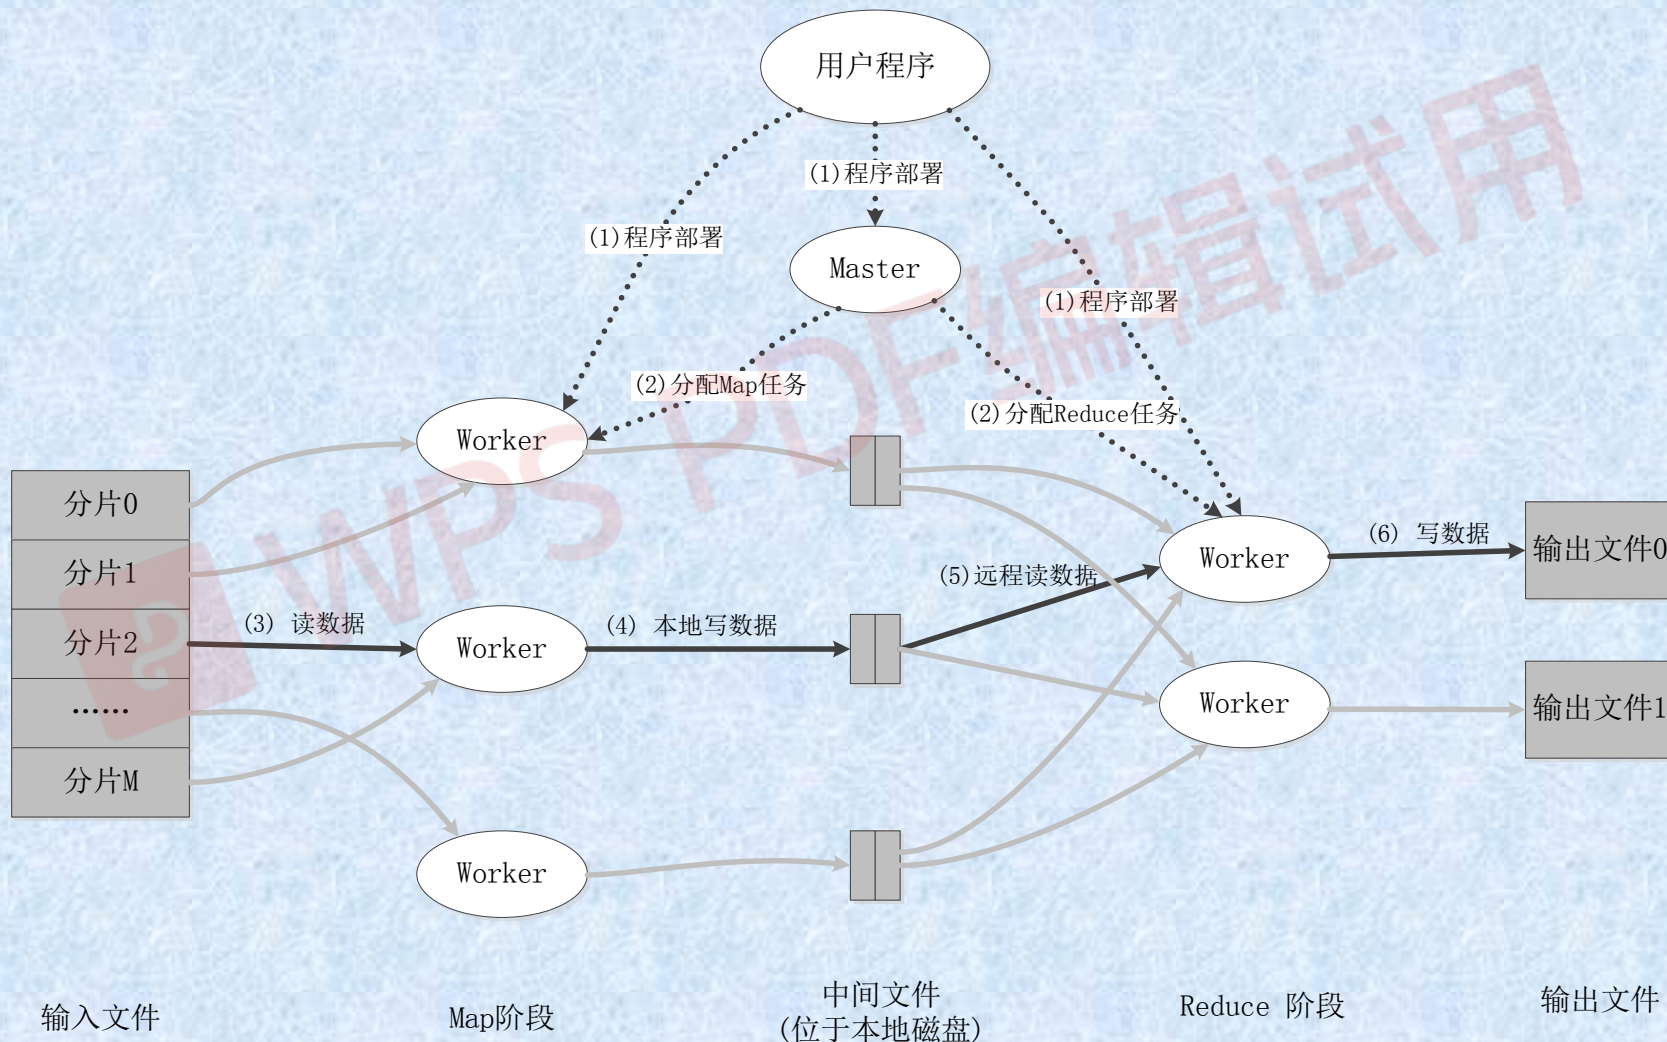 用户程序
(1)程序部署
(1)程序部署
Master
(1)程序部署
(2)分配Map任务
(2)分配Reduce任务
Worker
分片0
分片1
(3) 读数据
分片2
……
分片M
Worker
(4) 本地写数据
(5)远程读数据
Worker
(6) 写数据
输出文件0
Worker
输出文件1
Worker
输入文件
Map阶段
中间文件
(位于本地磁盘)
Reduce 阶段
输出文件
WPS PDF编辑试用